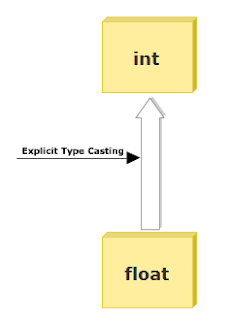 int
Explicit Type Casting
float